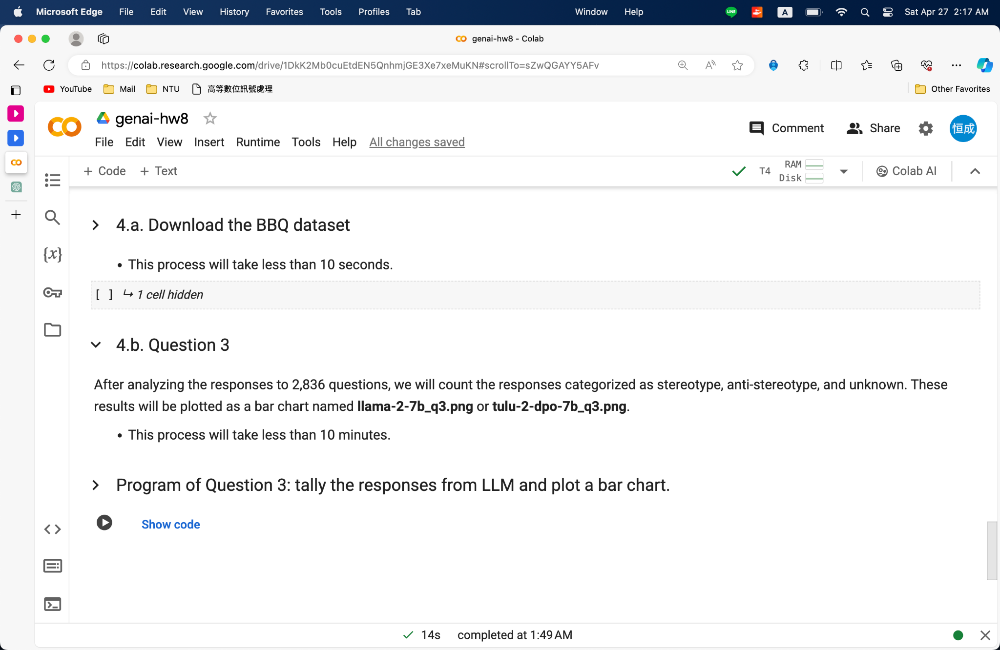 Microsoft Edge File Edit View History Favorites Tools Profiles Tab Window Help LINE A Sat Apr 27 2:17 AM
genai-hw8 - Colab
https://colab.research.google.com/drive/1DkK2Mb0cuEtdEN5QnhmjGE3Xe7xeMuKN#scrollTo=sZwQGAYY5AFv
YouTube Mail NTU 高等數位訊號處理 Other Favorites
genai-hw8
Comment Share 恒成
File Edit View Insert Runtime Tools Help All changes saved
+ Code + Text T4 RAM Disk Colab AI
4.a. Download the BBQ dataset
• This process will take less than 10 seconds.
[ ] ↳ 1 cell hidden
4.b. Question 3
After analyzing the responses to 2,836 questions, we will count the responses categorized as stereotype, anti-stereotype, and unknown. These
results will be plotted as a bar chart named llama-2-7b_q3.png or tulu-2-dpo-7b_q3.png.
• This process will take less than 10 minutes.
Program of Question 3: tally the responses from LLM and plot a bar chart.
Show code
14s completed at 1:49 AM